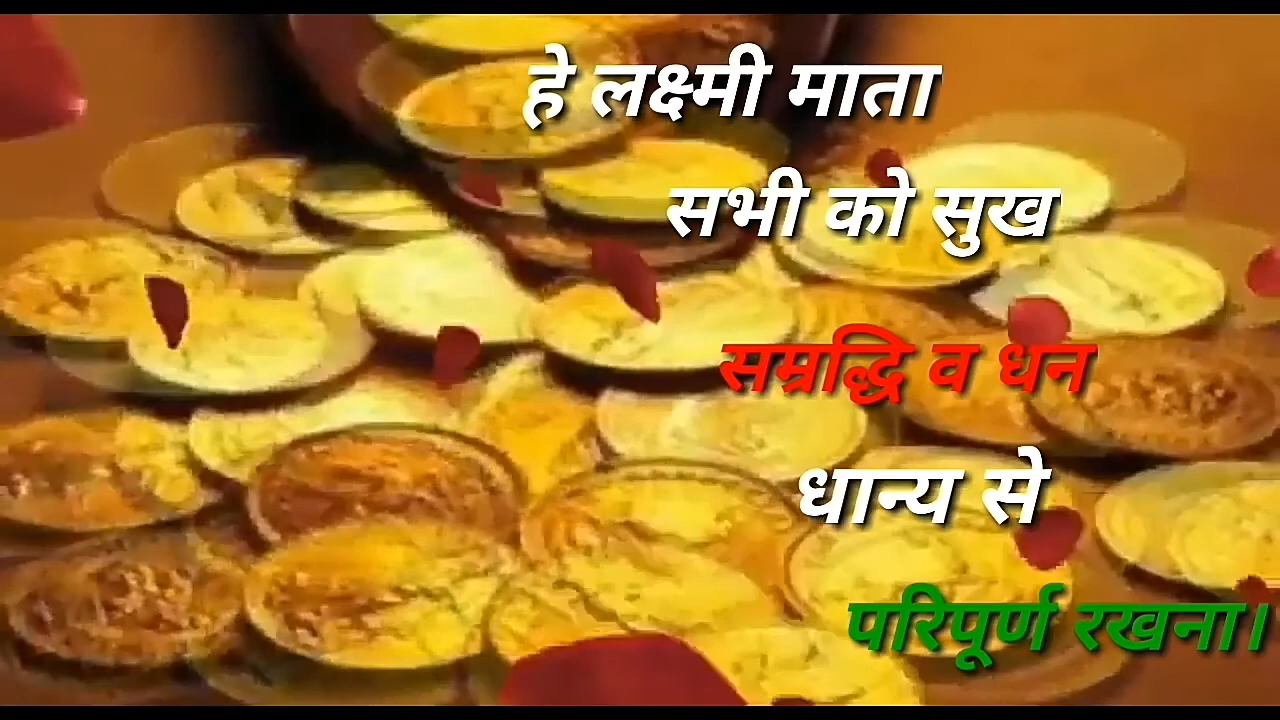 हे लक्ष्मी माता
सभी को सुख
सम्रद्धि व धन
धान्य से
परिपूर्ण रखना।